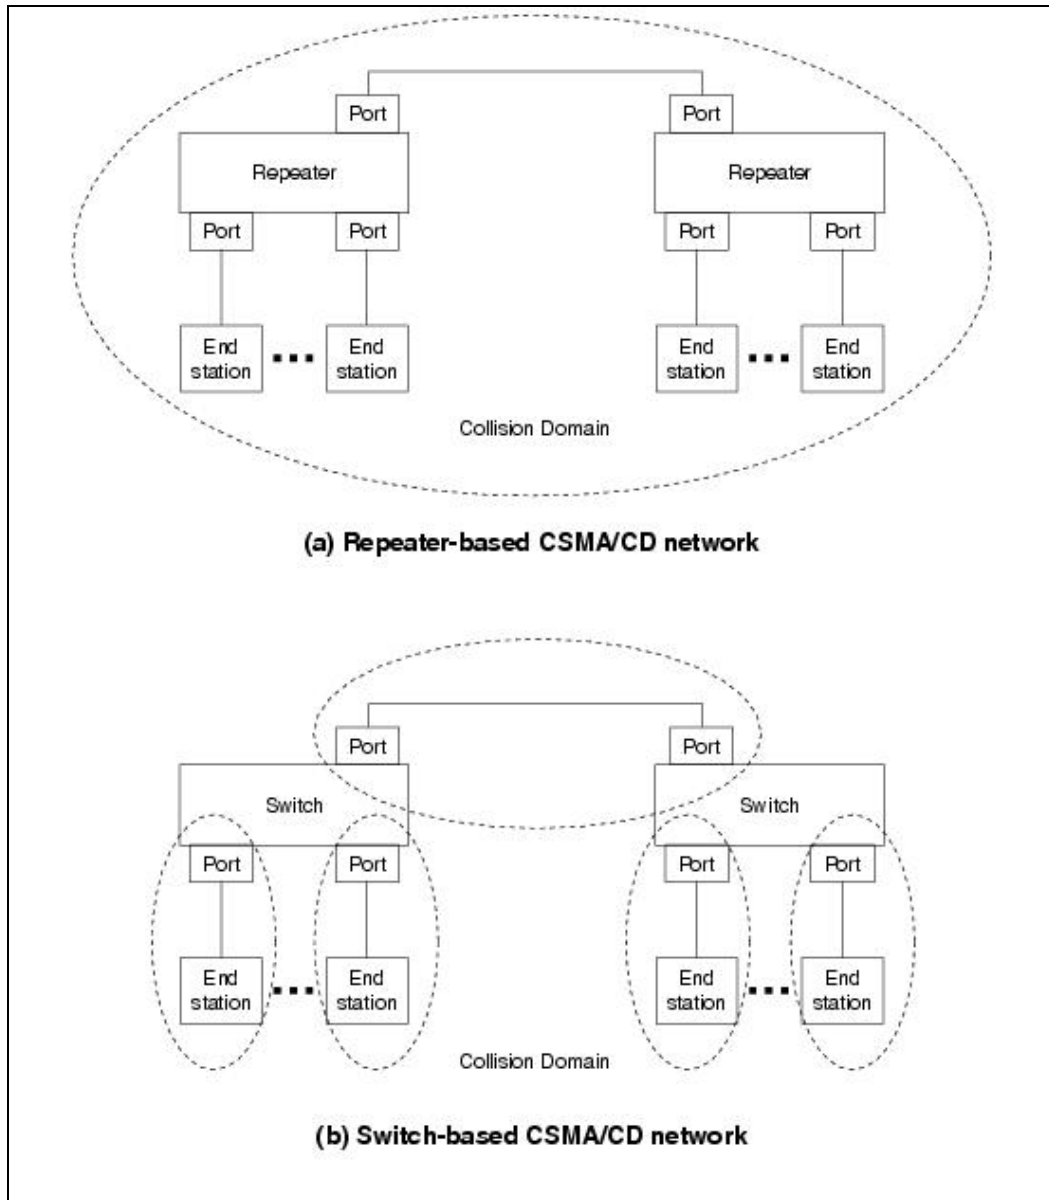 Port Port
Repeater Repeater
Port Port Port Port
End station End station End station End station
Collision Domain
(a) Repeater-based CSMA/CD network
Port Port
Switch Switch
Port Port Port Port
End station End station End station End station
Collision Domain
(b) Switch-based CSMA/CD network